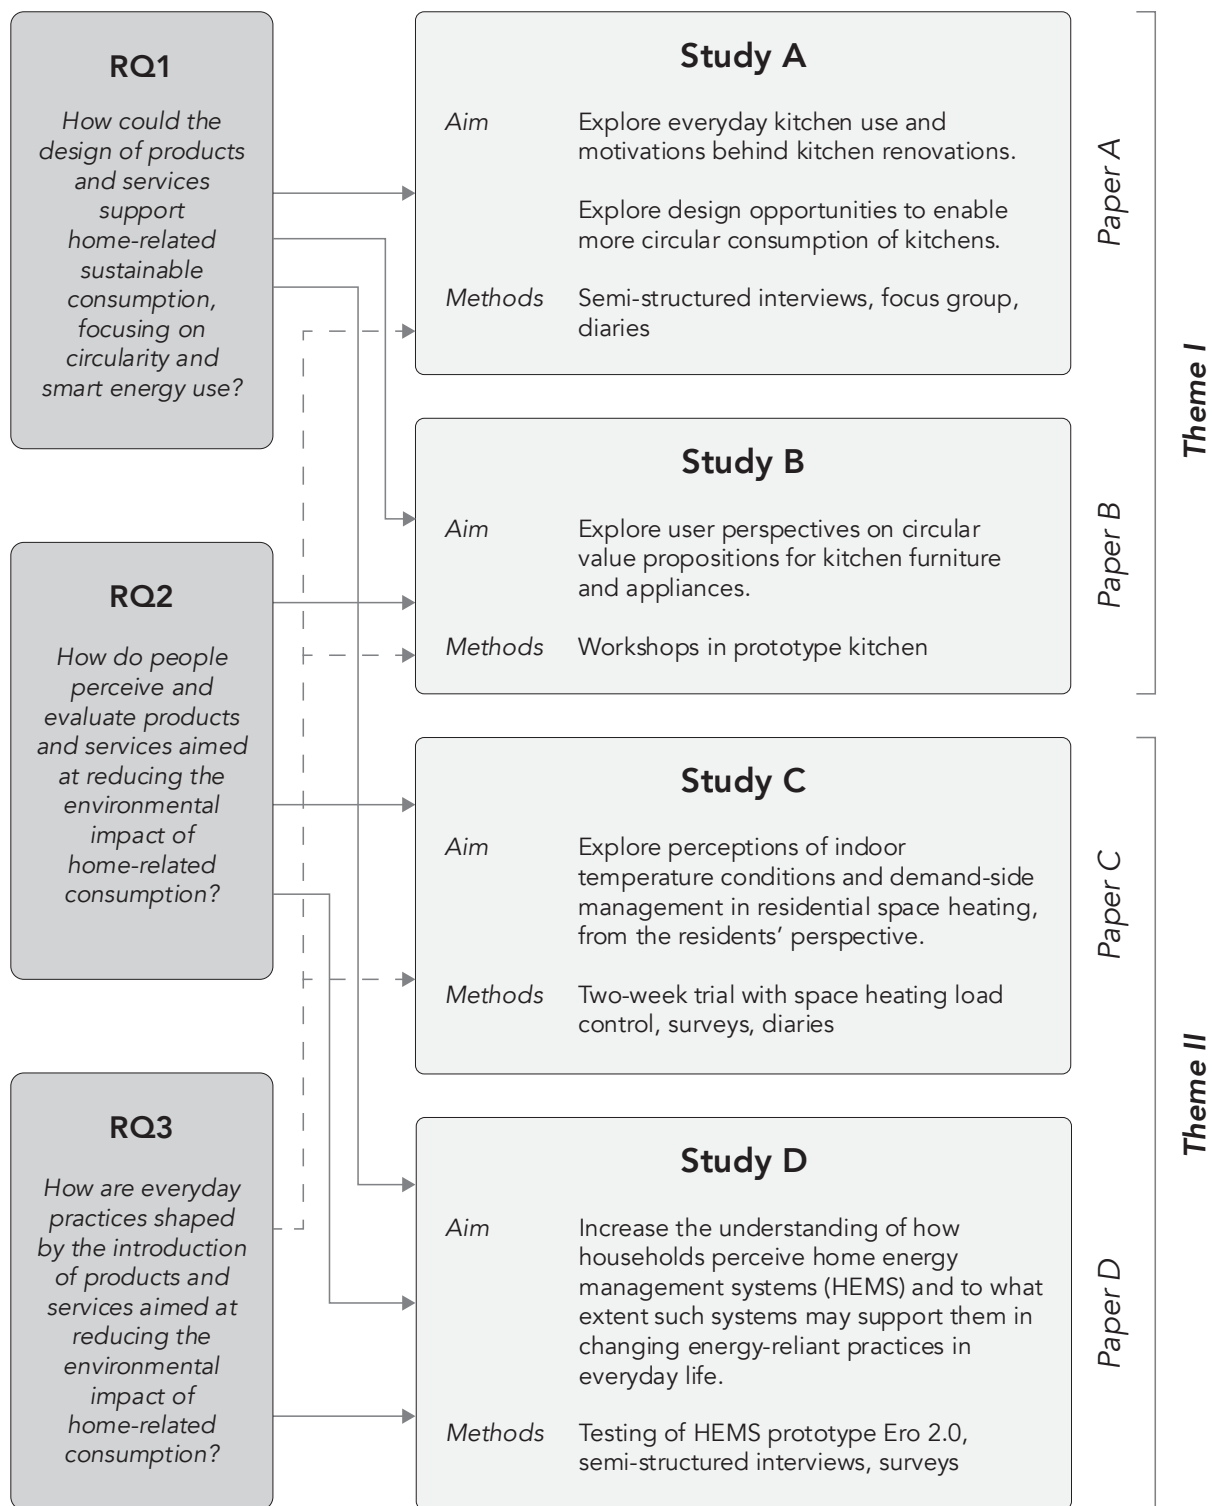 RQ1
How could the
design of products
and services
support
home-related
sustainable
consumption,
focusing on
circularity and
smart energy use?
RQ2
How do people
perceive and
evaluate products
and services aimed
at reducing the
environmental
impact of
home-related
consumption?
RQ3
How are everyday
practices shaped
by the introduction
of products and
services aimed at
reducing the
environmental
impact of
home-related
consumption?
Study A
Aim
Explore everyday kitchen use and
motivations behind kitchen renovations.
Explore design opportunities to enable
more circular consumption of kitchens.
Methods
Semi-structured interviews, focus group,
diaries
Study B
Aim
Explore user perspectives on circular
value propositions for kitchen furniture
and appliances.
Methods
Workshops in prototype kitchen
Study C
Aim
Explore perceptions of indoor
temperature conditions and demand-side
management in residential space heating,
from the residents’ perspective.
Methods
Two-week trial with space heating load
control, surveys, diaries
Study D
Aim
Increase the understanding of how
households perceive home energy
management systems (HEMS) and to what
extent such systems may support them in
changing energy-reliant practices in
everyday life.
Methods
Testing of HEMS prototype Ero 2.0,
semi-structured interviews, surveys
Paper A
Paper B
Paper C
Paper D
Theme I
Theme II